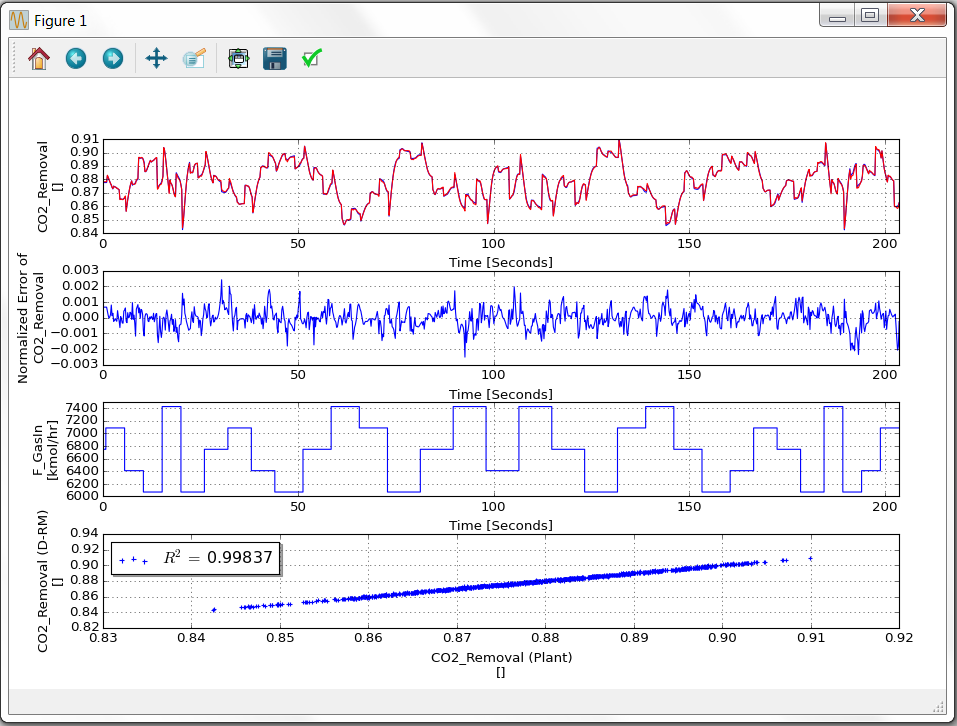 Figure 1
0.91
0.90
0.89
0.88
0.87
0.86
0.85
0.84
CO2_Removal
[]
0 50 100 150 200
Time [Seconds]
0.003
0.002
0.001
0.000
−0.001
−0.002
−0.003
Normalized Error of
CO2_Removal
0 50 100 150 200
Time [Seconds]
7400
7200
7000
6800
6600
6400
6200
6000
F_GasIn
[kmol/hr]
0 50 100 150 200
Time [Seconds]
0.94
0.92
0.90
0.88
0.86
0.84
0.82
CO2_Removal (D-RM)
[]
R² = 0.99837
0.83 0.84 0.85 0.86 0.87 0.88 0.89 0.90 0.91 0.92
CO2_Removal (Plant)
[]